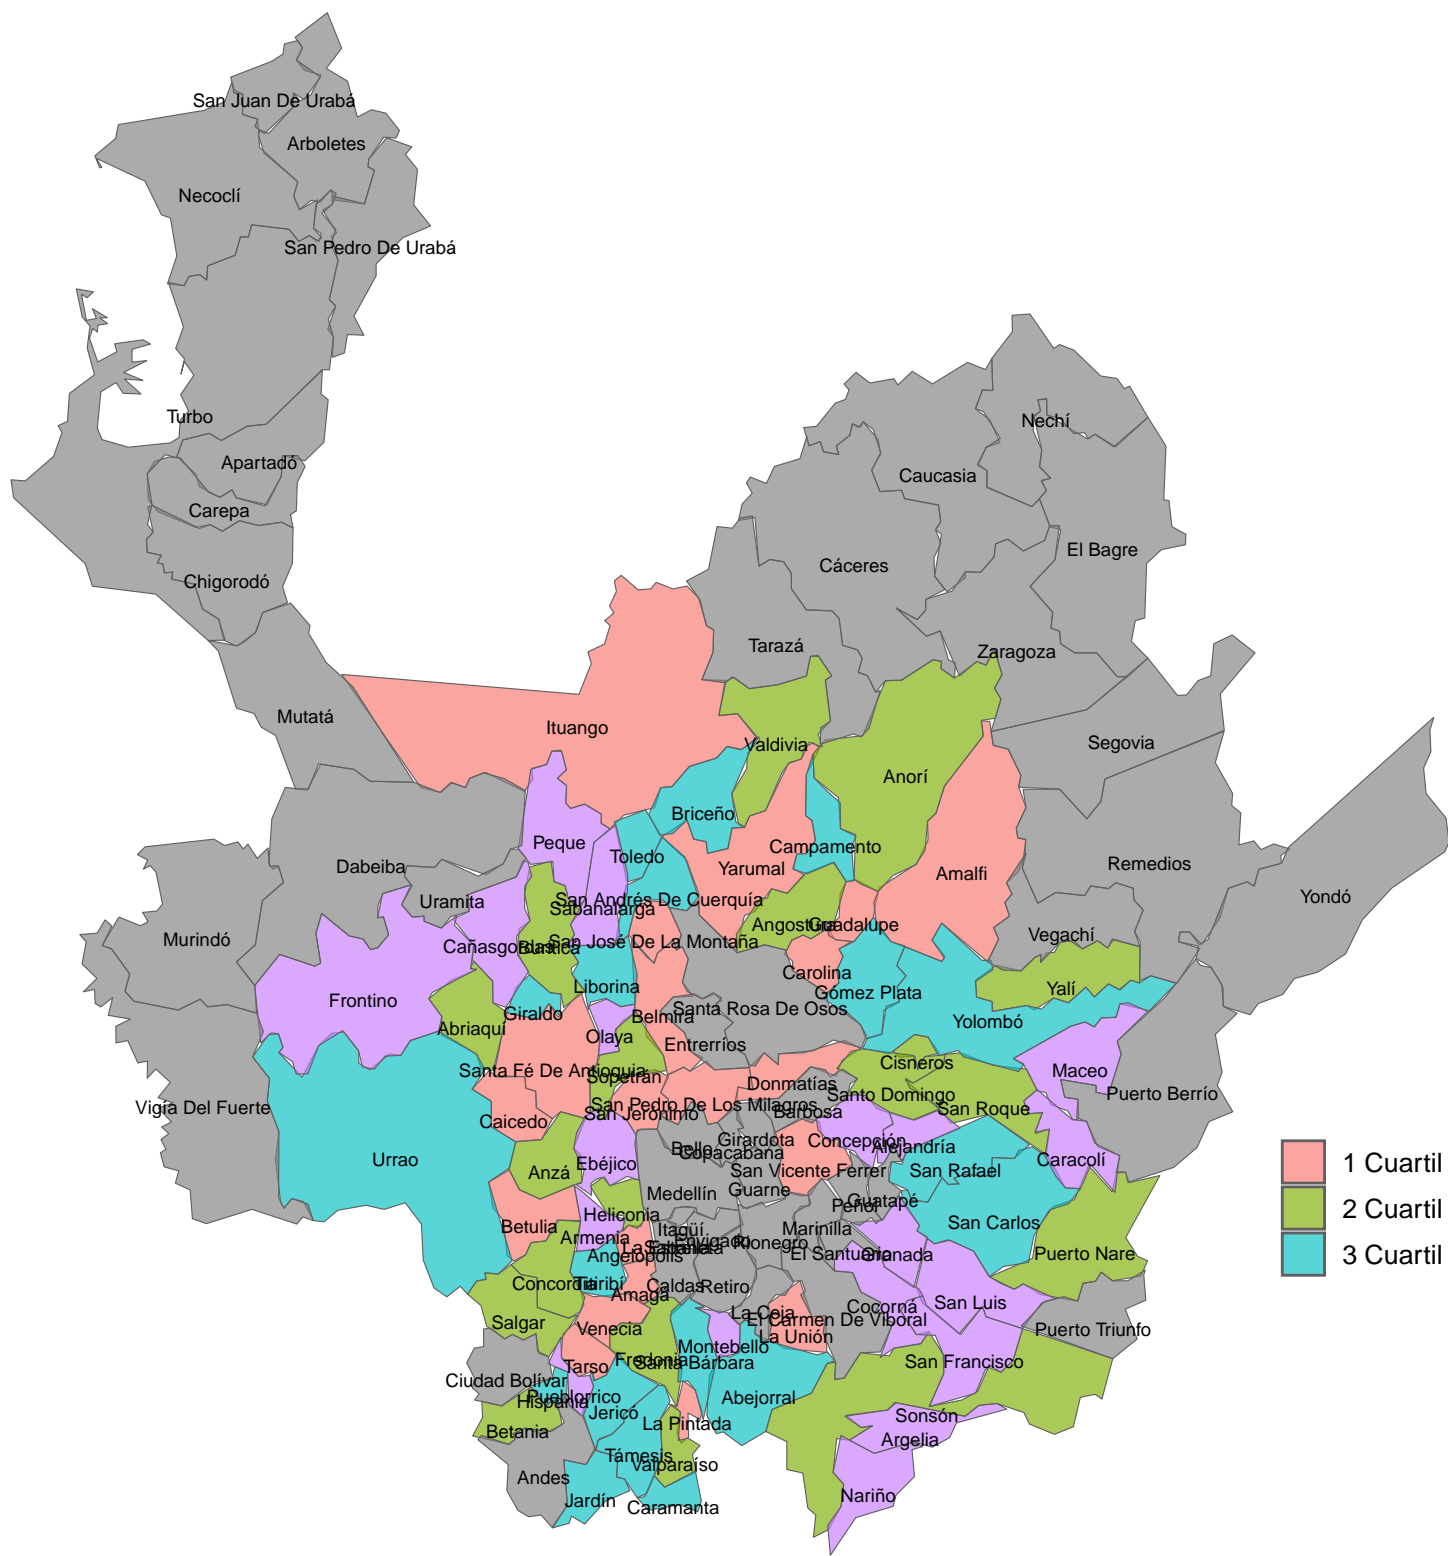 San Juan De Urabá
Arboletes
Necoclí
San Pedro De Urabá
Turbo
Nechí
Apartadó
Caucasia
Carepa
El Bagre
Cáceres
Chigorodó
Tarazá
Zaragoza
Mutatá
Ituango
Valdivia
Segovia
Anorí
Briceño
Peque
Campamento
Toledo
Dabeiba
Yarumal
Amalfi
Remedios
Yondó
Uramita
San Andrés De Cuerquía
Sabanalarga
Angostura
Guadalupe
Murindó
Vegachí
Cañasgordas
Buriticá
San José De La Montaña
Carolina
Liborina
Gómez Plata
Yalí
Frontino
Giraldo
Santa Rosa De Osos
Belmira
Yolombó
Abriaquí
Olaya
Entrerríos
Cisneros
Santa Fé De Antioquia
Sopetrán
Maceo
Donmatías
Santo Domingo
Puerto Berrío
Vigía Del Fuerte
San Pedro De Los Milagros
San Jerónimo
Barbosa
San Roque
Caicedo
Girardota
Concepción
Bello
Copacabana
Alejandría
Urrao
Ebéjico
Caracolí
Anzá
San Vicente Ferrer
San Rafael
Guarne
Medellín
Guatapé
Peñol
Heliconia
Betulia
Itagüí
Marinilla
San Carlos
Armenia
Envigado
Rionegro
La Estrella
Sabaneta
Angelópolis
El Santuario
Granada
Puerto Nare
Concordia
Titiribí
Caldas
Retiro
Amagá
San Luis
Cocorná
La Ceja
El Carmen De Viboral
Salgar
Venecia
La Unión
Puerto Triunfo
Montebello
Fredonia
Santa Bárbara
San Francisco
Tarso
Ciudad Bolívar
Pueblorrico
Hispania
Abejorral
Jericó
La Pintada
Sonsón
Betania
Argelia
Támesis
Valparaíso
Andes
Nariño
Jardín
Caramanta
1 Cuartil
2 Cuartil
3 Cuartil